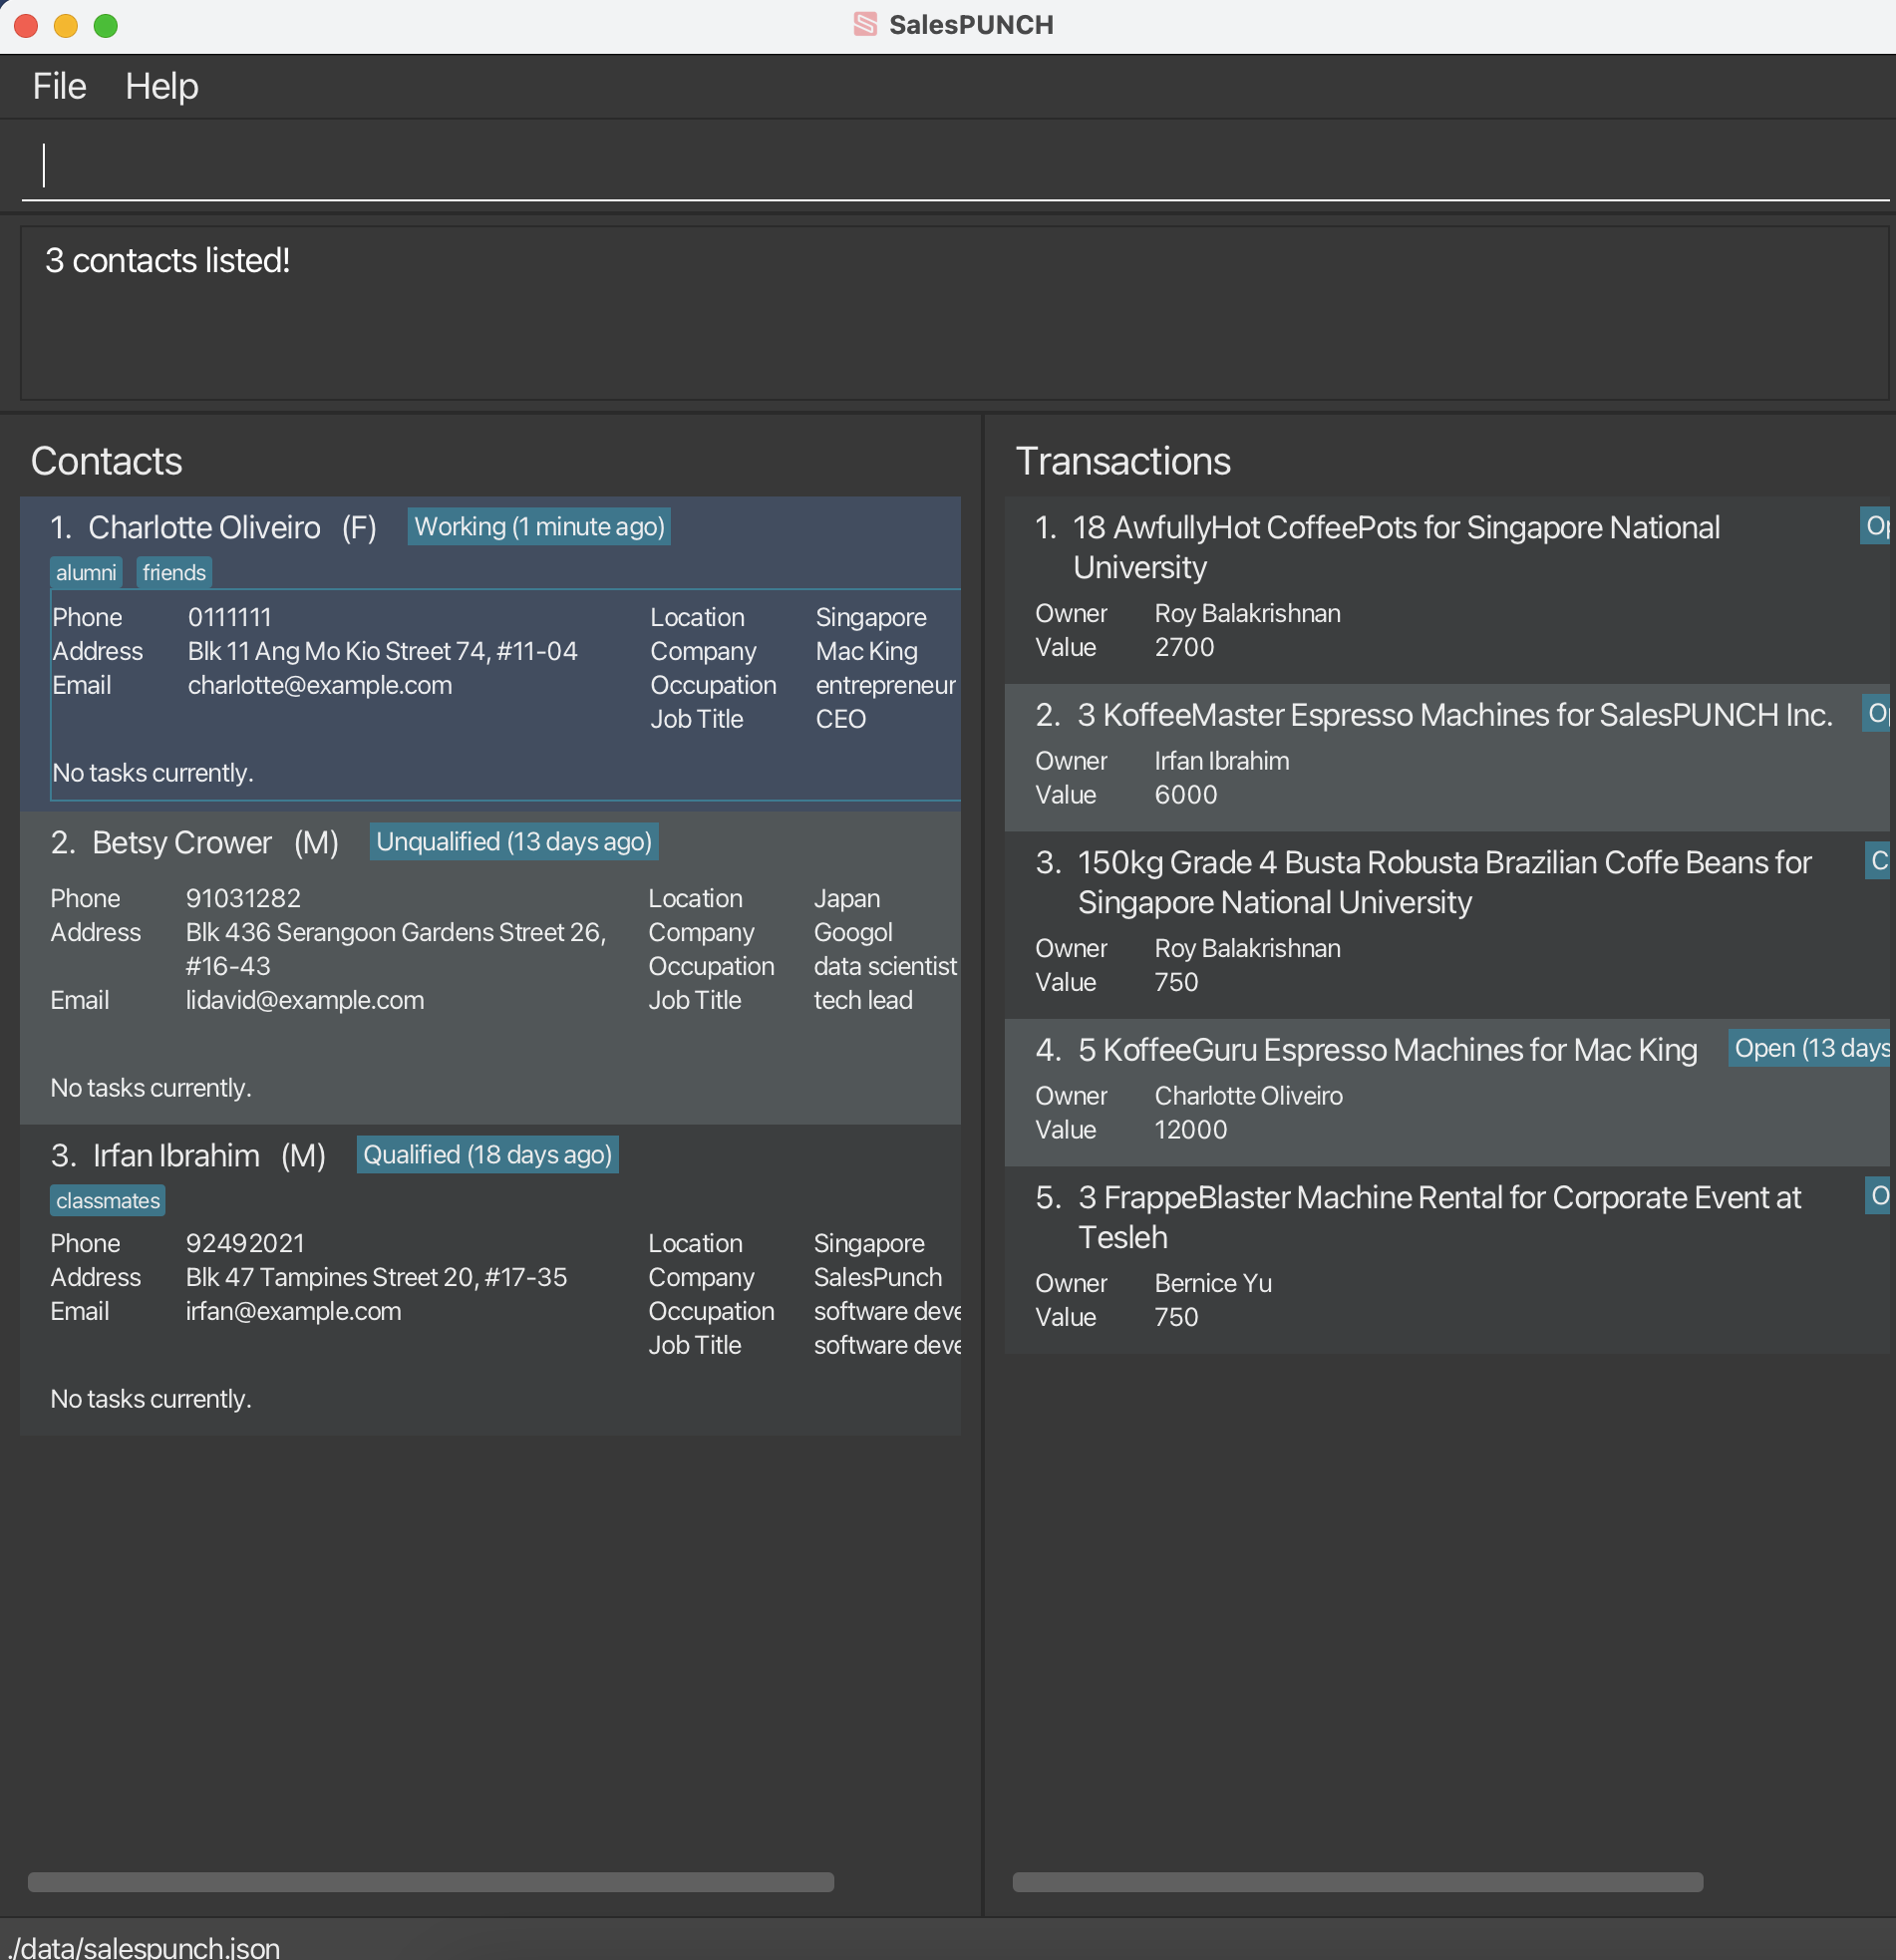 SalesPUNCH
File Help
3 contacts listed!
Contacts
1. Charlotte Oliveiro (F) Working (1 minute ago)
alumni friends
Phone 0111111 Location Singapore
Address Blk 11 Ang Mo Kio Street 74, #11-04 Company Mac King
Email charlotte@example.com Occupation entrepreneur
Job Title CEO
No tasks currently.
2. Betsy Crower (M) Unqualified (13 days ago)
Phone 91031282 Location Japan
Address Blk 436 Serangoon Gardens Street 26, Company Googol
#16-43 Occupation data scientist
Email lidavid@example.com Job Title tech lead
No tasks currently.
3. Irfan Ibrahim (M) Qualified (18 days ago)
classmates
Phone 92492021 Location Singapore
Address Blk 47 Tampines Street 20, #17-35 Company SalesPunch
Email irfan@example.com Occupation software deve
Job Title software deve
No tasks currently.
Transactions
1. 18 AwfullyHot CoffeePots for Singapore National
University
Owner Roy Balakrishnan
Value 2700
2. 3 KoffeeMaster Espresso Machines for SalesPUNCH Inc.
Owner Irfan Ibrahim
Value 6000
3. 150kg Grade 4 Busta Robusta Brazilian Coffe Beans for
Singapore National University
Owner Roy Balakrishnan
Value 750
4. 5 KoffeeGuru Espresso Machines for Mac King Open (13 days
Owner Charlotte Oliveiro
Value 12000
5. 3 FrappeBlaster Machine Rental for Corporate Event at
Tesleh
Owner Bernice Yu
Value 750
./data/salespunch.json